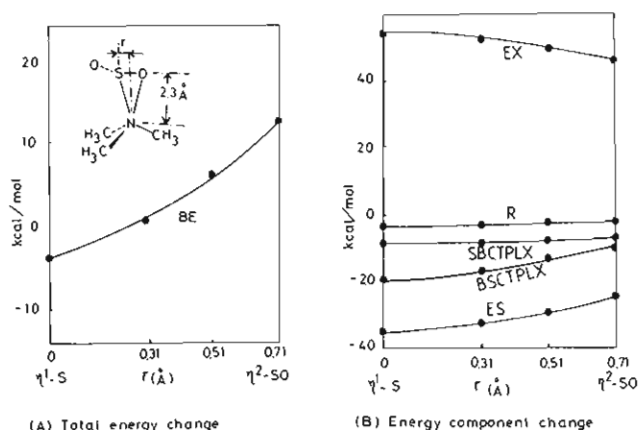 20
10
0
-10
kcal/mol
r
O
S
O
2.3Å
N
H₃C
H₃C
CH₃
BE
0
0,31
0,51
0,71
η¹-S
r(Å)
η²-SO
(A) Total energy change
40
20
0
-20
-40
kcal/mol
EX
R
SBCTPLX
BSCTPLX
ES
0
0,31
0,51
0,71
η¹-S
r(Å)
η²-SO
(B) Energy component change